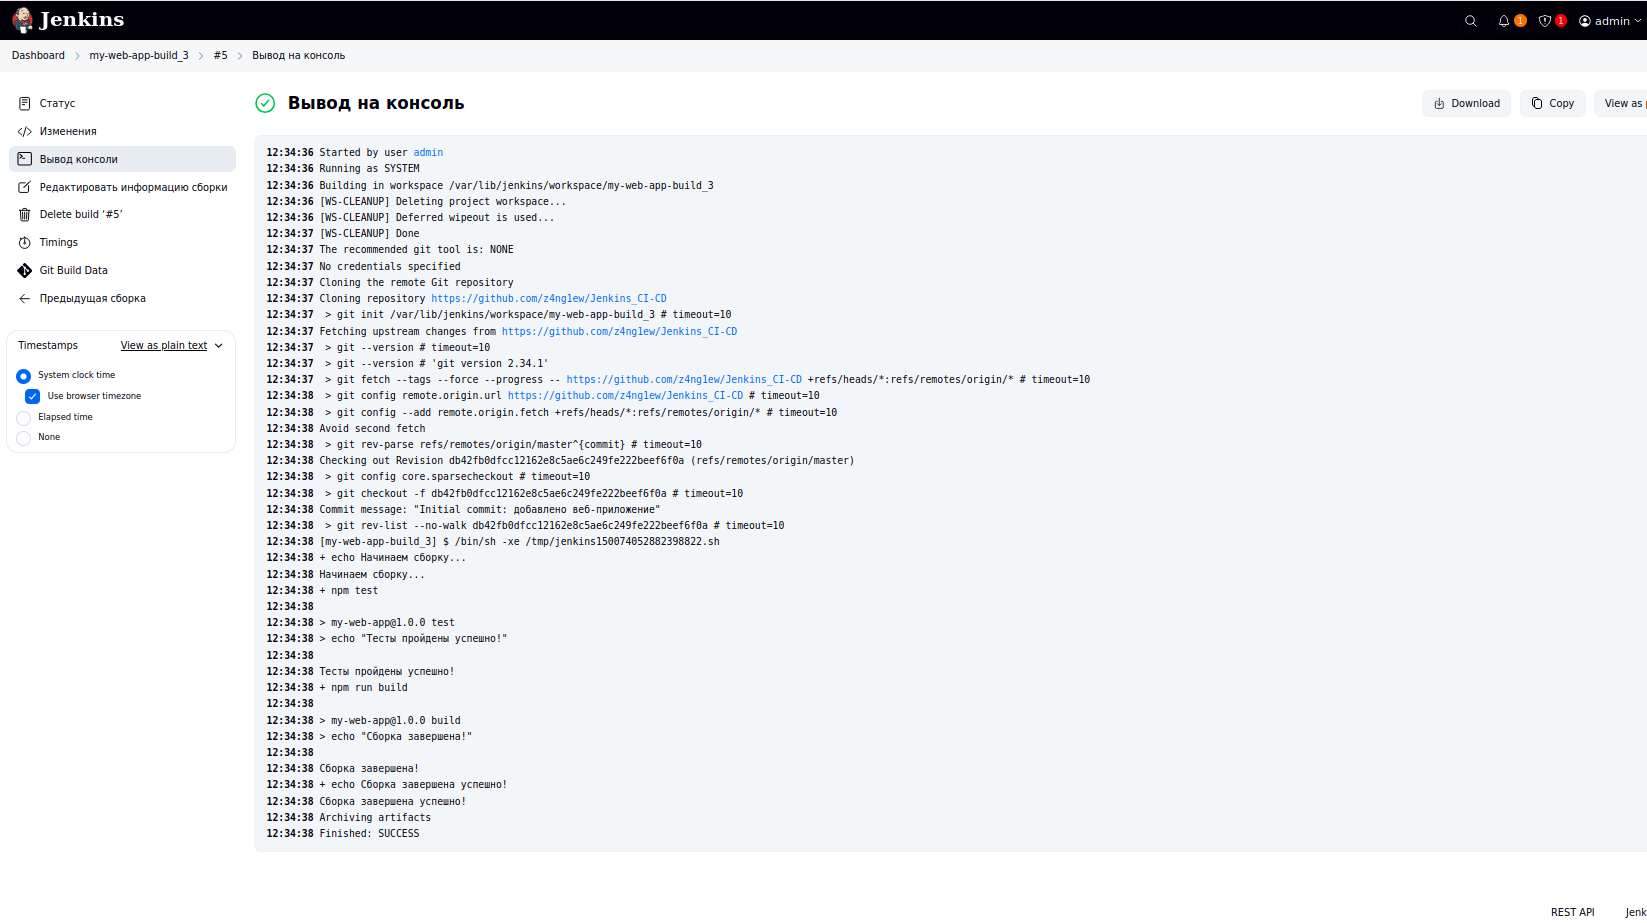 Jenkins
1
1
admin
Dashboard
my-web-app-build_3
#5
Вывод на консоль
Статус
Изменения
Вывод консоли
Редактировать информацию сборки
Delete build ‘#5’
Timings
Git Build Data
Предыдущая сборка
Timestamps
View as plain text
System clock time
Use browser timezone
Elapsed time
None
Вывод на консоль
Download
Copy
View as
12:34:36 Started by user admin
12:34:36 Running as SYSTEM
12:34:36 Building in workspace /var/lib/jenkins/workspace/my-web-app-build_3
12:34:36 [WS-CLEANUP] Deleting project workspace...
12:34:36 [WS-CLEANUP] Deferred wipeout is used...
12:34:37 [WS-CLEANUP] Done
12:34:37 The recommended git tool is: NONE
12:34:37 No credentials specified
12:34:37 Cloning the remote Git repository
12:34:37 Cloning repository https://github.com/z4ng1ew/Jenkins_CI-CD
12:34:37  > git init /var/lib/jenkins/workspace/my-web-app-build_3 # timeout=10
12:34:37 Fetching upstream changes from https://github.com/z4ng1ew/Jenkins_CI-CD
12:34:37  > git --version # timeout=10
12:34:37  > git --version # 'git version 2.34.1'
12:34:37  > git fetch --tags --force --progress -- https://github.com/z4ng1ew/Jenkins_CI-CD +refs/heads/*:refs/remotes/origin/* # timeout=10
12:34:38  > git config remote.origin.url https://github.com/z4ng1ew/Jenkins_CI-CD # timeout=10
12:34:38  > git config --add remote.origin.fetch +refs/heads/*:refs/remotes/origin/* # timeout=10
12:34:38 Avoid second fetch
12:34:38  > git rev-parse refs/remotes/origin/master^{commit} # timeout=10
12:34:38 Checking out Revision db42fb0dfcc12162e8c5ae6c249fe222beef6f0a (refs/remotes/origin/master)
12:34:38  > git config core.sparsecheckout # timeout=10
12:34:38  > git checkout -f db42fb0dfcc12162e8c5ae6c249fe222beef6f0a # timeout=10
12:34:38 Commit message: "Initial commit: добавлено веб-приложение"
12:34:38  > git rev-list --no-walk db42fb0dfcc12162e8c5ae6c249fe222beef6f0a # timeout=10
12:34:38 [my-web-app-build_3] $ /bin/sh -xe /tmp/jenkins150074052882398822.sh
12:34:38 + echo Начинаем сборку...
12:34:38 Начинаем сборку...
12:34:38 + npm test
12:34:38
12:34:38 > my-web-app@1.0.0 test
12:34:38 > echo "Тесты пройдены успешно!"
12:34:38
12:34:38 Тесты пройдены успешно!
12:34:38 + npm run build
12:34:38
12:34:38 > my-web-app@1.0.0 build
12:34:38 > echo "Сборка завершена!"
12:34:38
12:34:38 Сборка завершена!
12:34:38 + echo Сборка завершена успешно!
12:34:38 Сборка завершена успешно!
12:34:38 Archiving artifacts
12:34:38 Finished: SUCCESS
REST API
Jenk